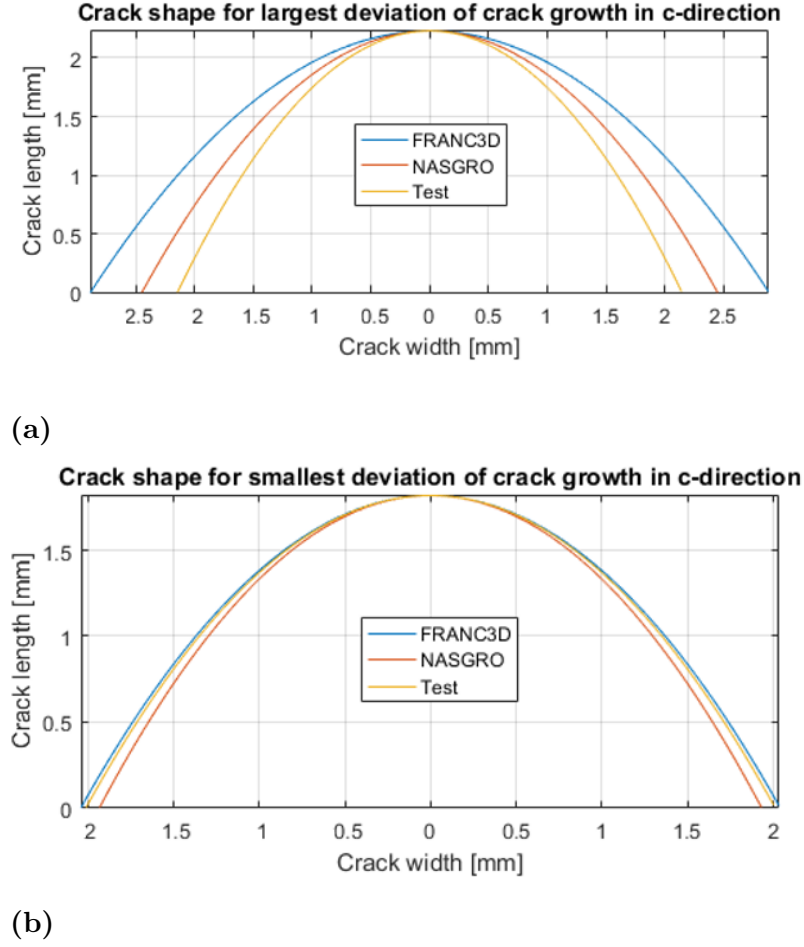 Crack shape for largest deviation of crack growth in c-direction
Crack length [mm]
2
1.5
1
0.5
0
FRANC3D
NASGRO
Test
2.5 2 1.5 1 0.5 0 0.5 1 1.5 2 2.5
Crack width [mm]
(a)
Crack shape for smallest deviation of crack growth in c-direction
Crack length [mm]
1.5
1
0.5
0
FRANC3D
NASGRO
Test
2 1.5 1 0.5 0 0.5 1 1.5 2
Crack width [mm]
(b)